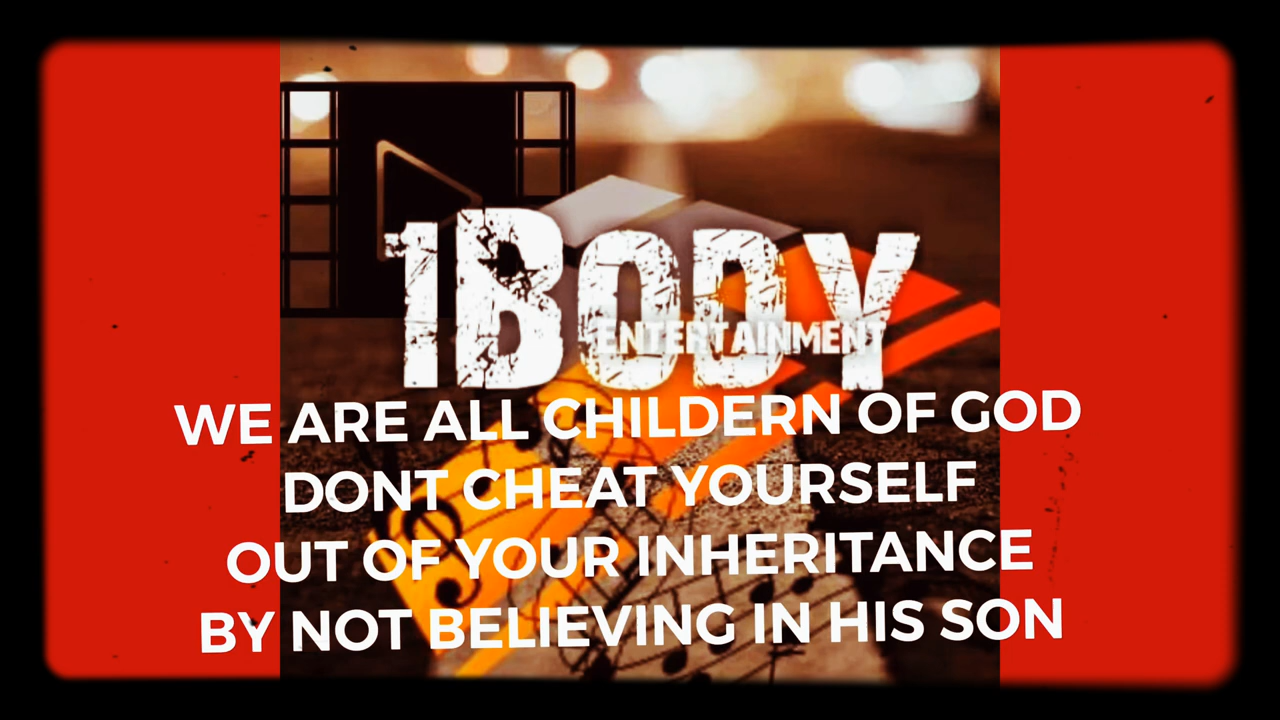 1BODY
ENTERTAINMENT
WE ARE ALL CHILDERN OF GOD
DONT CHEAT YOURSELF
OUT OF YOUR INHERITANCE
BY NOT BELIEVING IN HIS SON